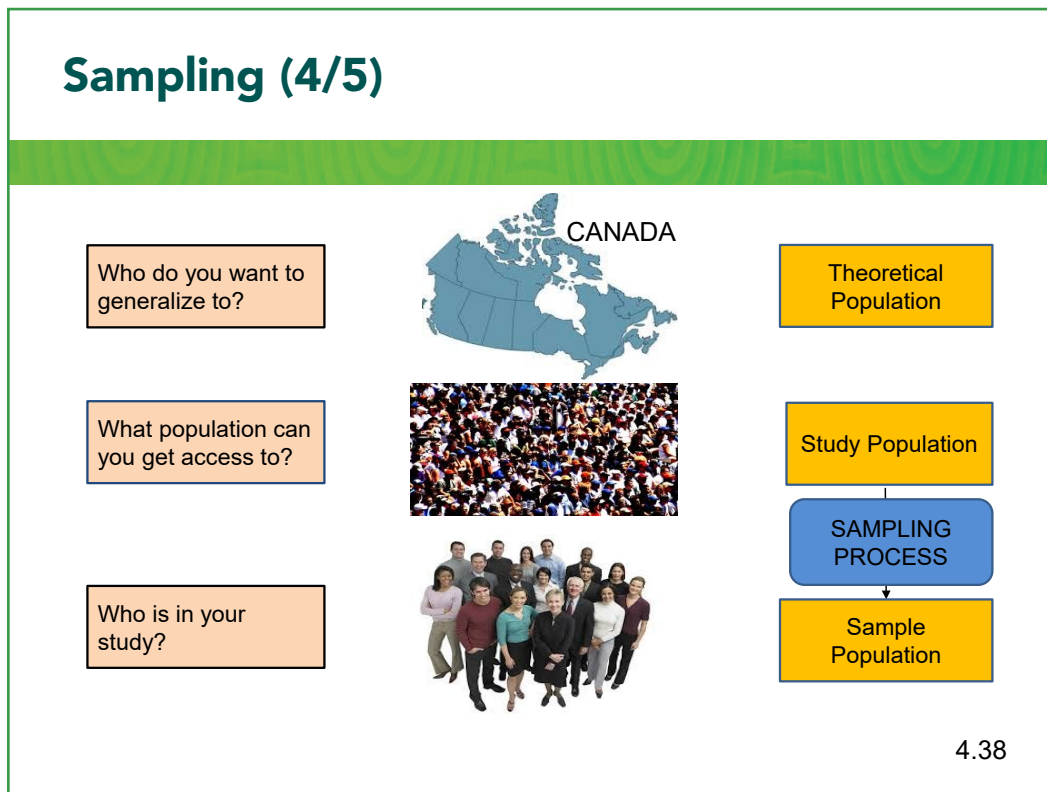 Sampling (4/5)
Who do you want to
generalize to?
CANADA
Theoretical
Population
What population can
you get access to?
Study Population
SAMPLING
PROCESS
Who is in your
study?
Sample
Population
4.38